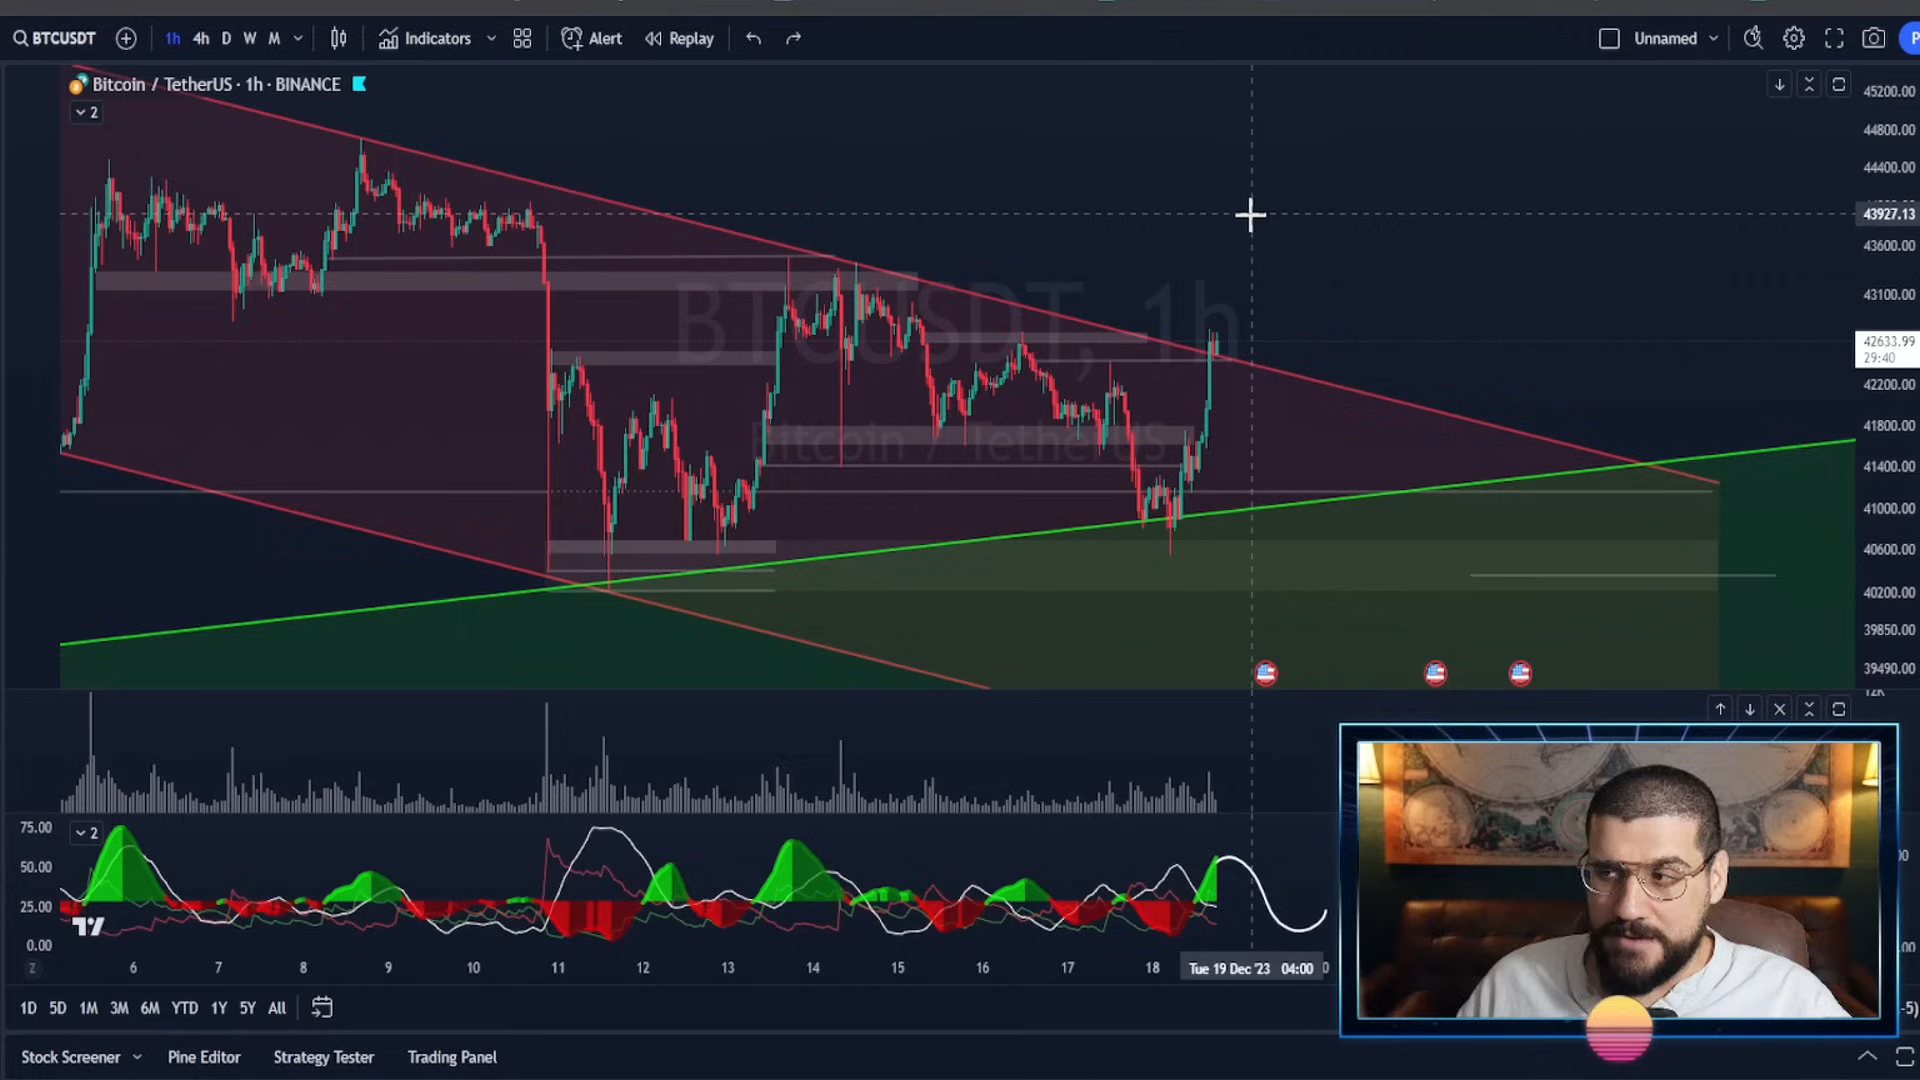 BTCUSDT 1h 4h D W M Indicators Alert Replay Unnamed P
Bitcoin / TetherUS · 1h · BINANCE
2
45200.00
44800.00
44400.00
43927.13
43600.00
43100.00
42633.99
29:40
42200.00
41800.00
41400.00
41000.00
40600.00
40200.00
39850.00
39490.00
BTCUSDT, 1h
Bitcoin / TetherUS
12K
75.00
50.00
25.00
0.00
2
Z 6 7 8 9 10 11 12 13 14 15 16 17 18 Tue 19 Dec '23 04:00
1D 5D 1M 3M 6M YTD 1Y 5Y All
-5)
Stock Screener Pine Editor Strategy Tester Trading Panel